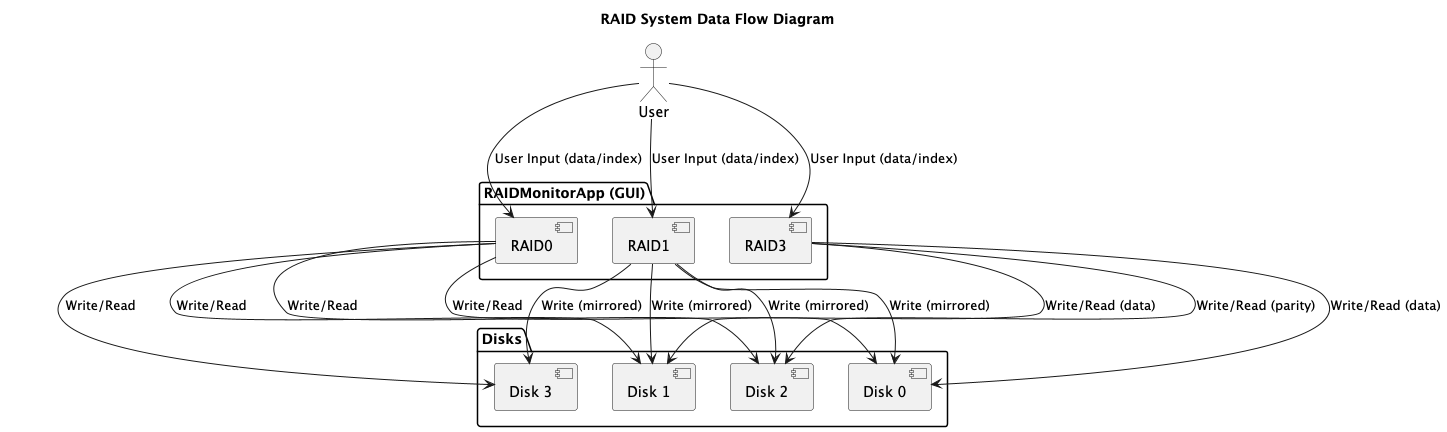 RAID System Data Flow Diagram
User
User Input (data/index)
User Input (data/index)
User Input (data/index)
RAIDMonitorApp (GUI)
RAID0
RAID1
RAID3
Write/Read
Write/Read
Write/Read
Write/Read
Write (mirrored)
Write (mirrored)
Write (mirrored)
Write (mirrored)
Write/Read (data)
Write/Read (parity)
Write/Read (data)
Disks
Disk 3
Disk 1
Disk 2
Disk 0